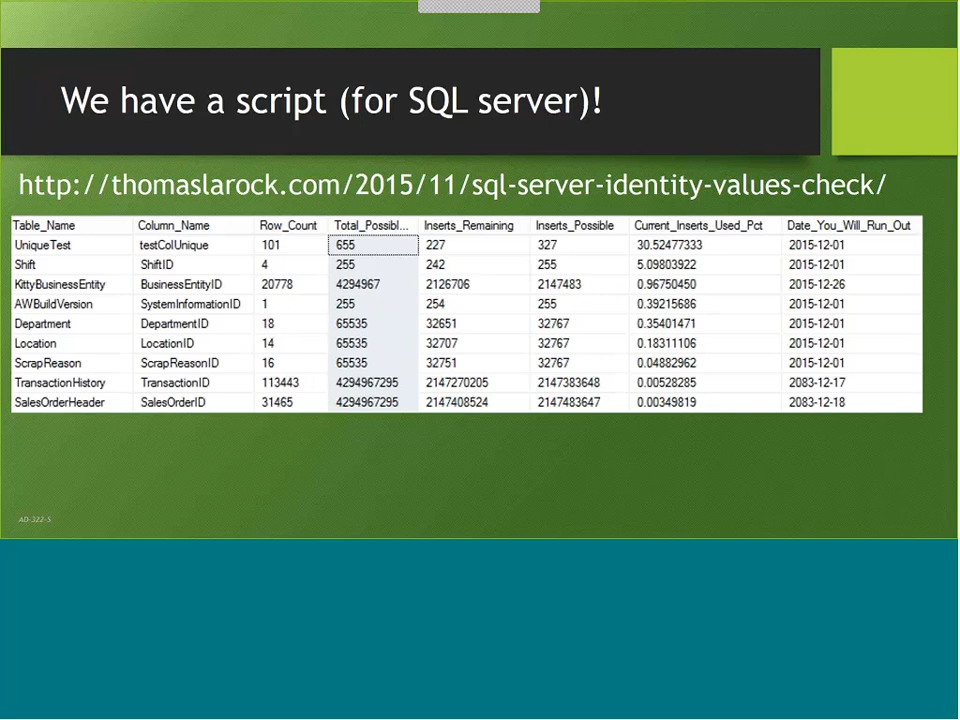 We have a script (for SQL server)!
http://thomaslarock.com/2015/11/sql-server-identity-values-check/
Table_Name Column_Name Row_Count Total_Possibl... Inserts_Remaining Inserts_Possible Current_Inserts_Used_Pct Date_You_Will_Run_Out
UniqueTest testColUnique 101 655 227 327 30.52477333 2015-12-01
Shift ShiftID 4 255 242 255 5.09803922 2015-12-01
KittyBusinessEntity BusinessEntityID 20778 4294967 2126706 2147483 0.96750450 2015-12-26
AWBuildVersion SystemInformationID 1 255 254 255 0.39215686 2015-12-01
Department DepartmentID 18 65535 32651 32767 0.35401471 2015-12-01
Location LocationID 14 65535 32707 32767 0.18311106 2015-12-01
ScrapReason ScrapReasonID 16 65535 32751 32767 0.04882962 2015-12-01
TransactionHistory TransactionID 113443 4294967295 2147270205 2147383648 0.00528285 2083-12-17
SalesOrderHeader SalesOrderID 31465 4294967295 2147408524 2147483647 0.00349819 2083-12-18
AD-322-S